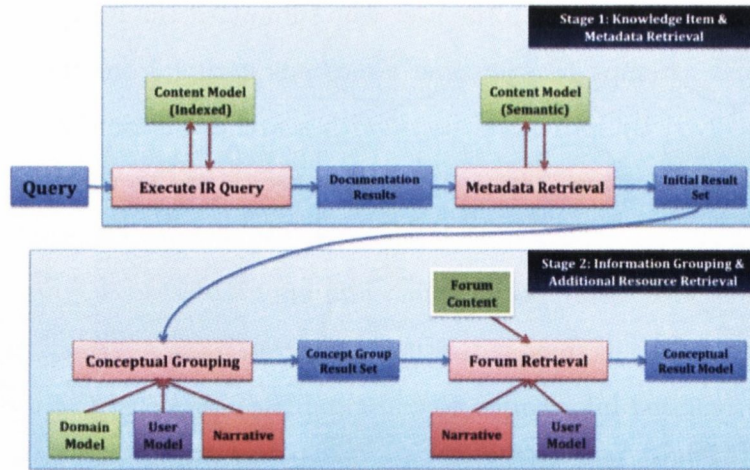 Stage 1: Knowledge Item &
Metadata Retrieval
Content Model
(Indexed)
Content Model
(Semantic)
Query
Execute IR Query
Documentation
Results
Metadata Retrieval
Initial Result
Set
Stage 2: Information Grouping &
Additional Resource Retrieval
Forum
Content
Conceptual Grouping
Concept Group
Result Set
Forum Retrieval
Conceptual
Result Model
Domain
Model
User
Model
Narrative
Narrative
User
Model